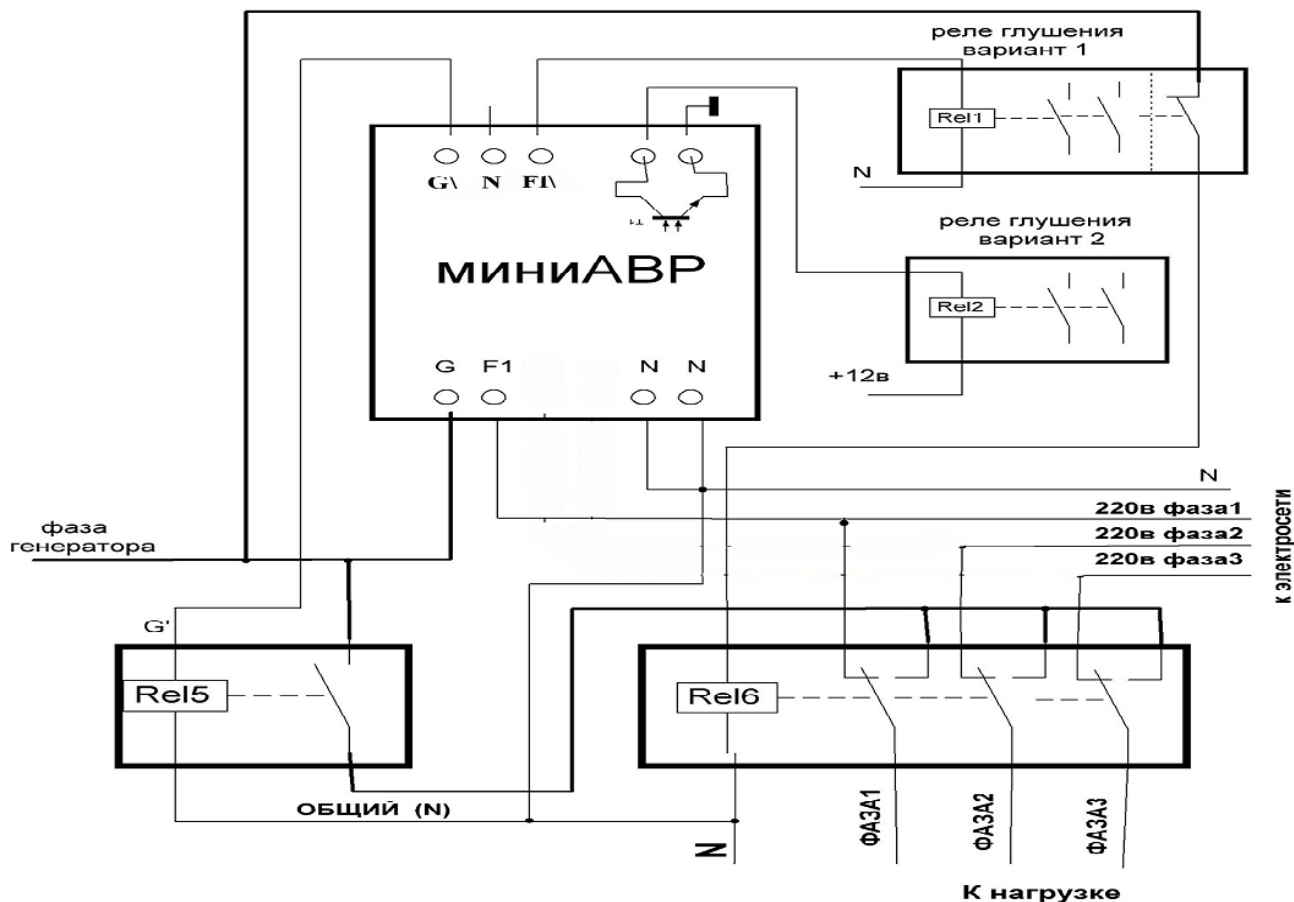 реле глушения
вариант 1
Rel1
N
G\ N F1\
T1
миниАВР
реле глушения
вариант 2
Rel2
+12в
G F1 N N
N
220в фаза1
220в фаза2
220в фаза3
к электросети
фаза
генератора
G'
Rel5
Rel6
ОБЩИЙ (N)
N
ФАЗА1
ФАЗА2
ФАЗА3
К нагрузке